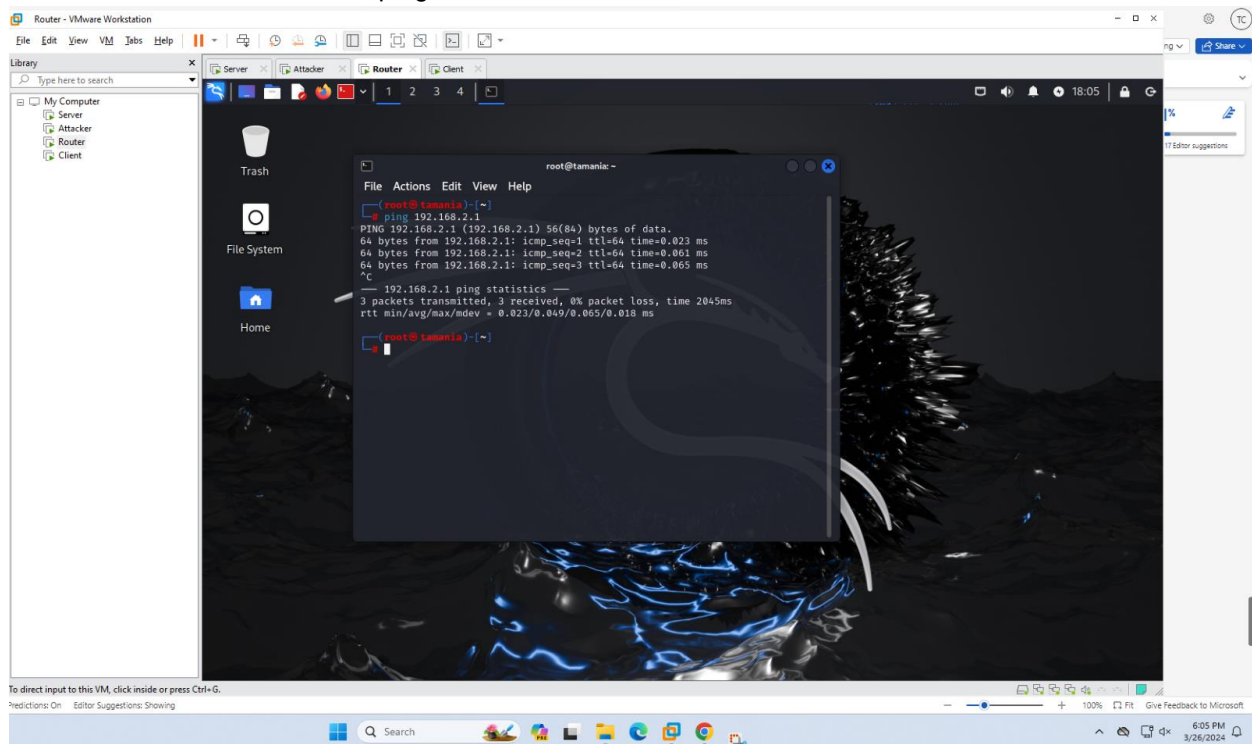 Router - VMware Workstation
TC
File Edit View VM Tabs Help
ng
Share
Library
Type here to search
Server
Attacker
Router
Client
My Computer
Server
Attacker
Router
Client
1 2 3 4
18:05
%
17 Editor suggestions
Trash
File System
Home
root@tamania: ~
File Actions Edit View Help
(root㉿tamania)-[~]
# ping 192.168.2.1
PING 192.168.2.1 (192.168.2.1) 56(84) bytes of data.
64 bytes from 192.168.2.1: icmp_seq=1 ttl=64 time=0.023 ms
64 bytes from 192.168.2.1: icmp_seq=2 ttl=64 time=0.061 ms
64 bytes from 192.168.2.1: icmp_seq=3 ttl=64 time=0.065 ms
^C
— 192.168.2.1 ping statistics —
3 packets transmitted, 3 received, 0% packet loss, time 2045ms
rtt min/avg/max/mdev = 0.023/0.049/0.065/0.018 ms
(root㉿tamania)-[~]
#
To direct input to this VM, click inside or press Ctrl+G.
Predictions: On Editor Suggestions: Showing
100% Fit Give Feedback to Microsoft
Search
6:05 PM
3/26/2024